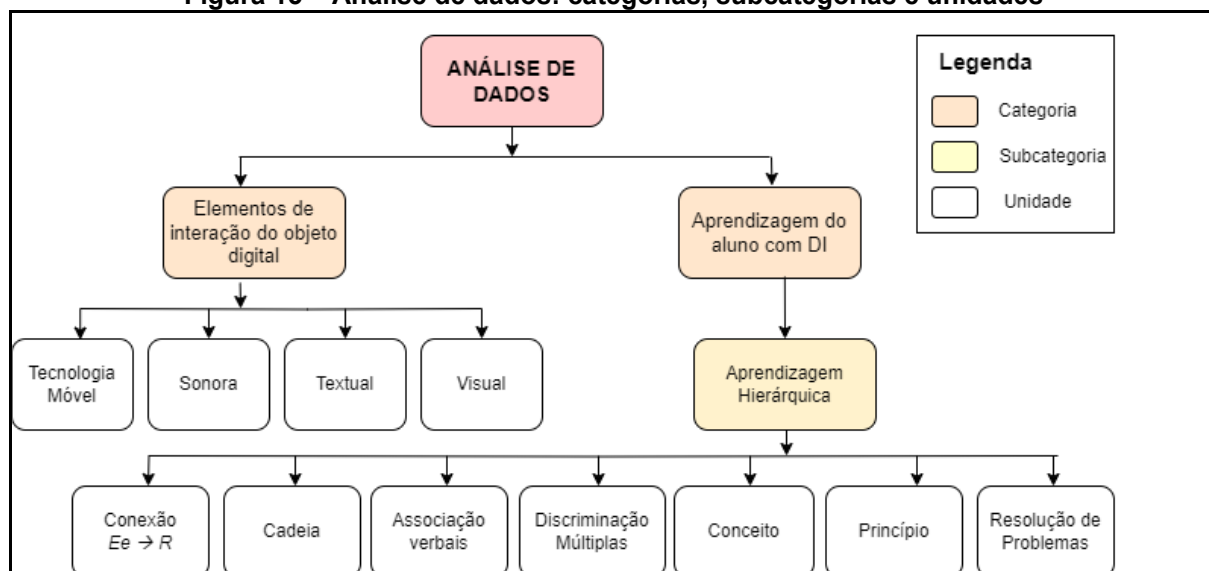 Figura 10 – Análise de dados: categorias, subcategorias e unidades
ANÁLISE DE
DADOS
Legenda
Categoria
Subcategoria
Unidade
Elementos de
interação do objeto
digital
Aprendizagem do
aluno com DI
Tecnologia
Móvel
Sonora
Textual
Visual
Aprendizagem
Hierárquica
Conexão
Ee → R
Cadeia
Associação
verbais
Discriminação
Múltiplas
Conceito
Princípio
Resolução de
Problemas